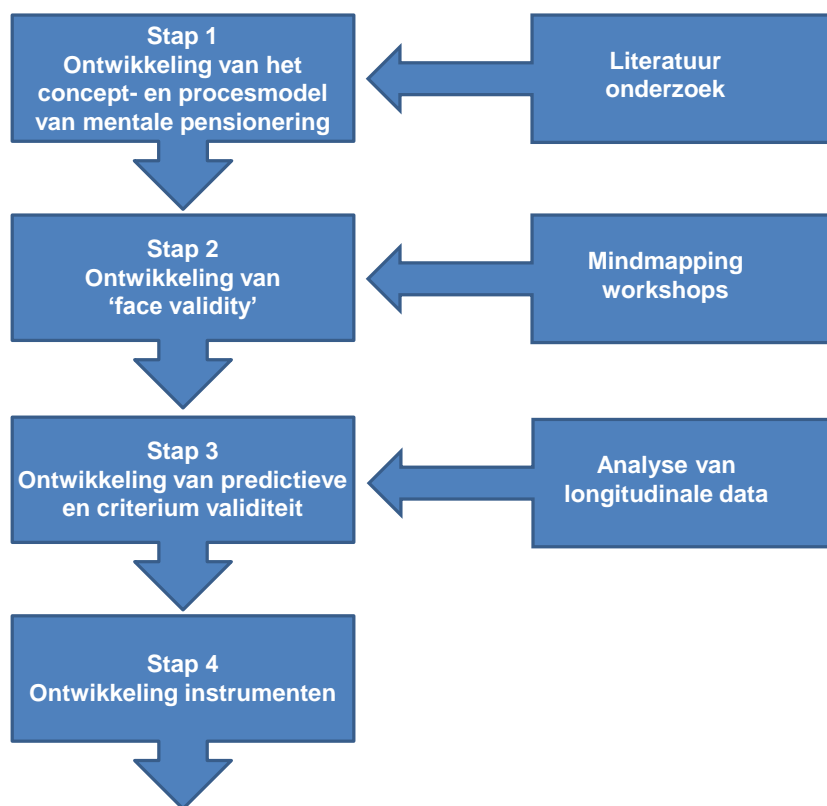 Stap 1
Ontwikkeling van het
concept- en procesmodel
van mentale pensionering
Literatuur
onderzoek
Stap 2
Ontwikkeling van
‘face validity’
Mindmapping
workshops
Stap 3
Ontwikkeling van predictieve
en criterium validiteit
Analyse van
longitudinale data
Stap 4
Ontwikkeling instrumenten